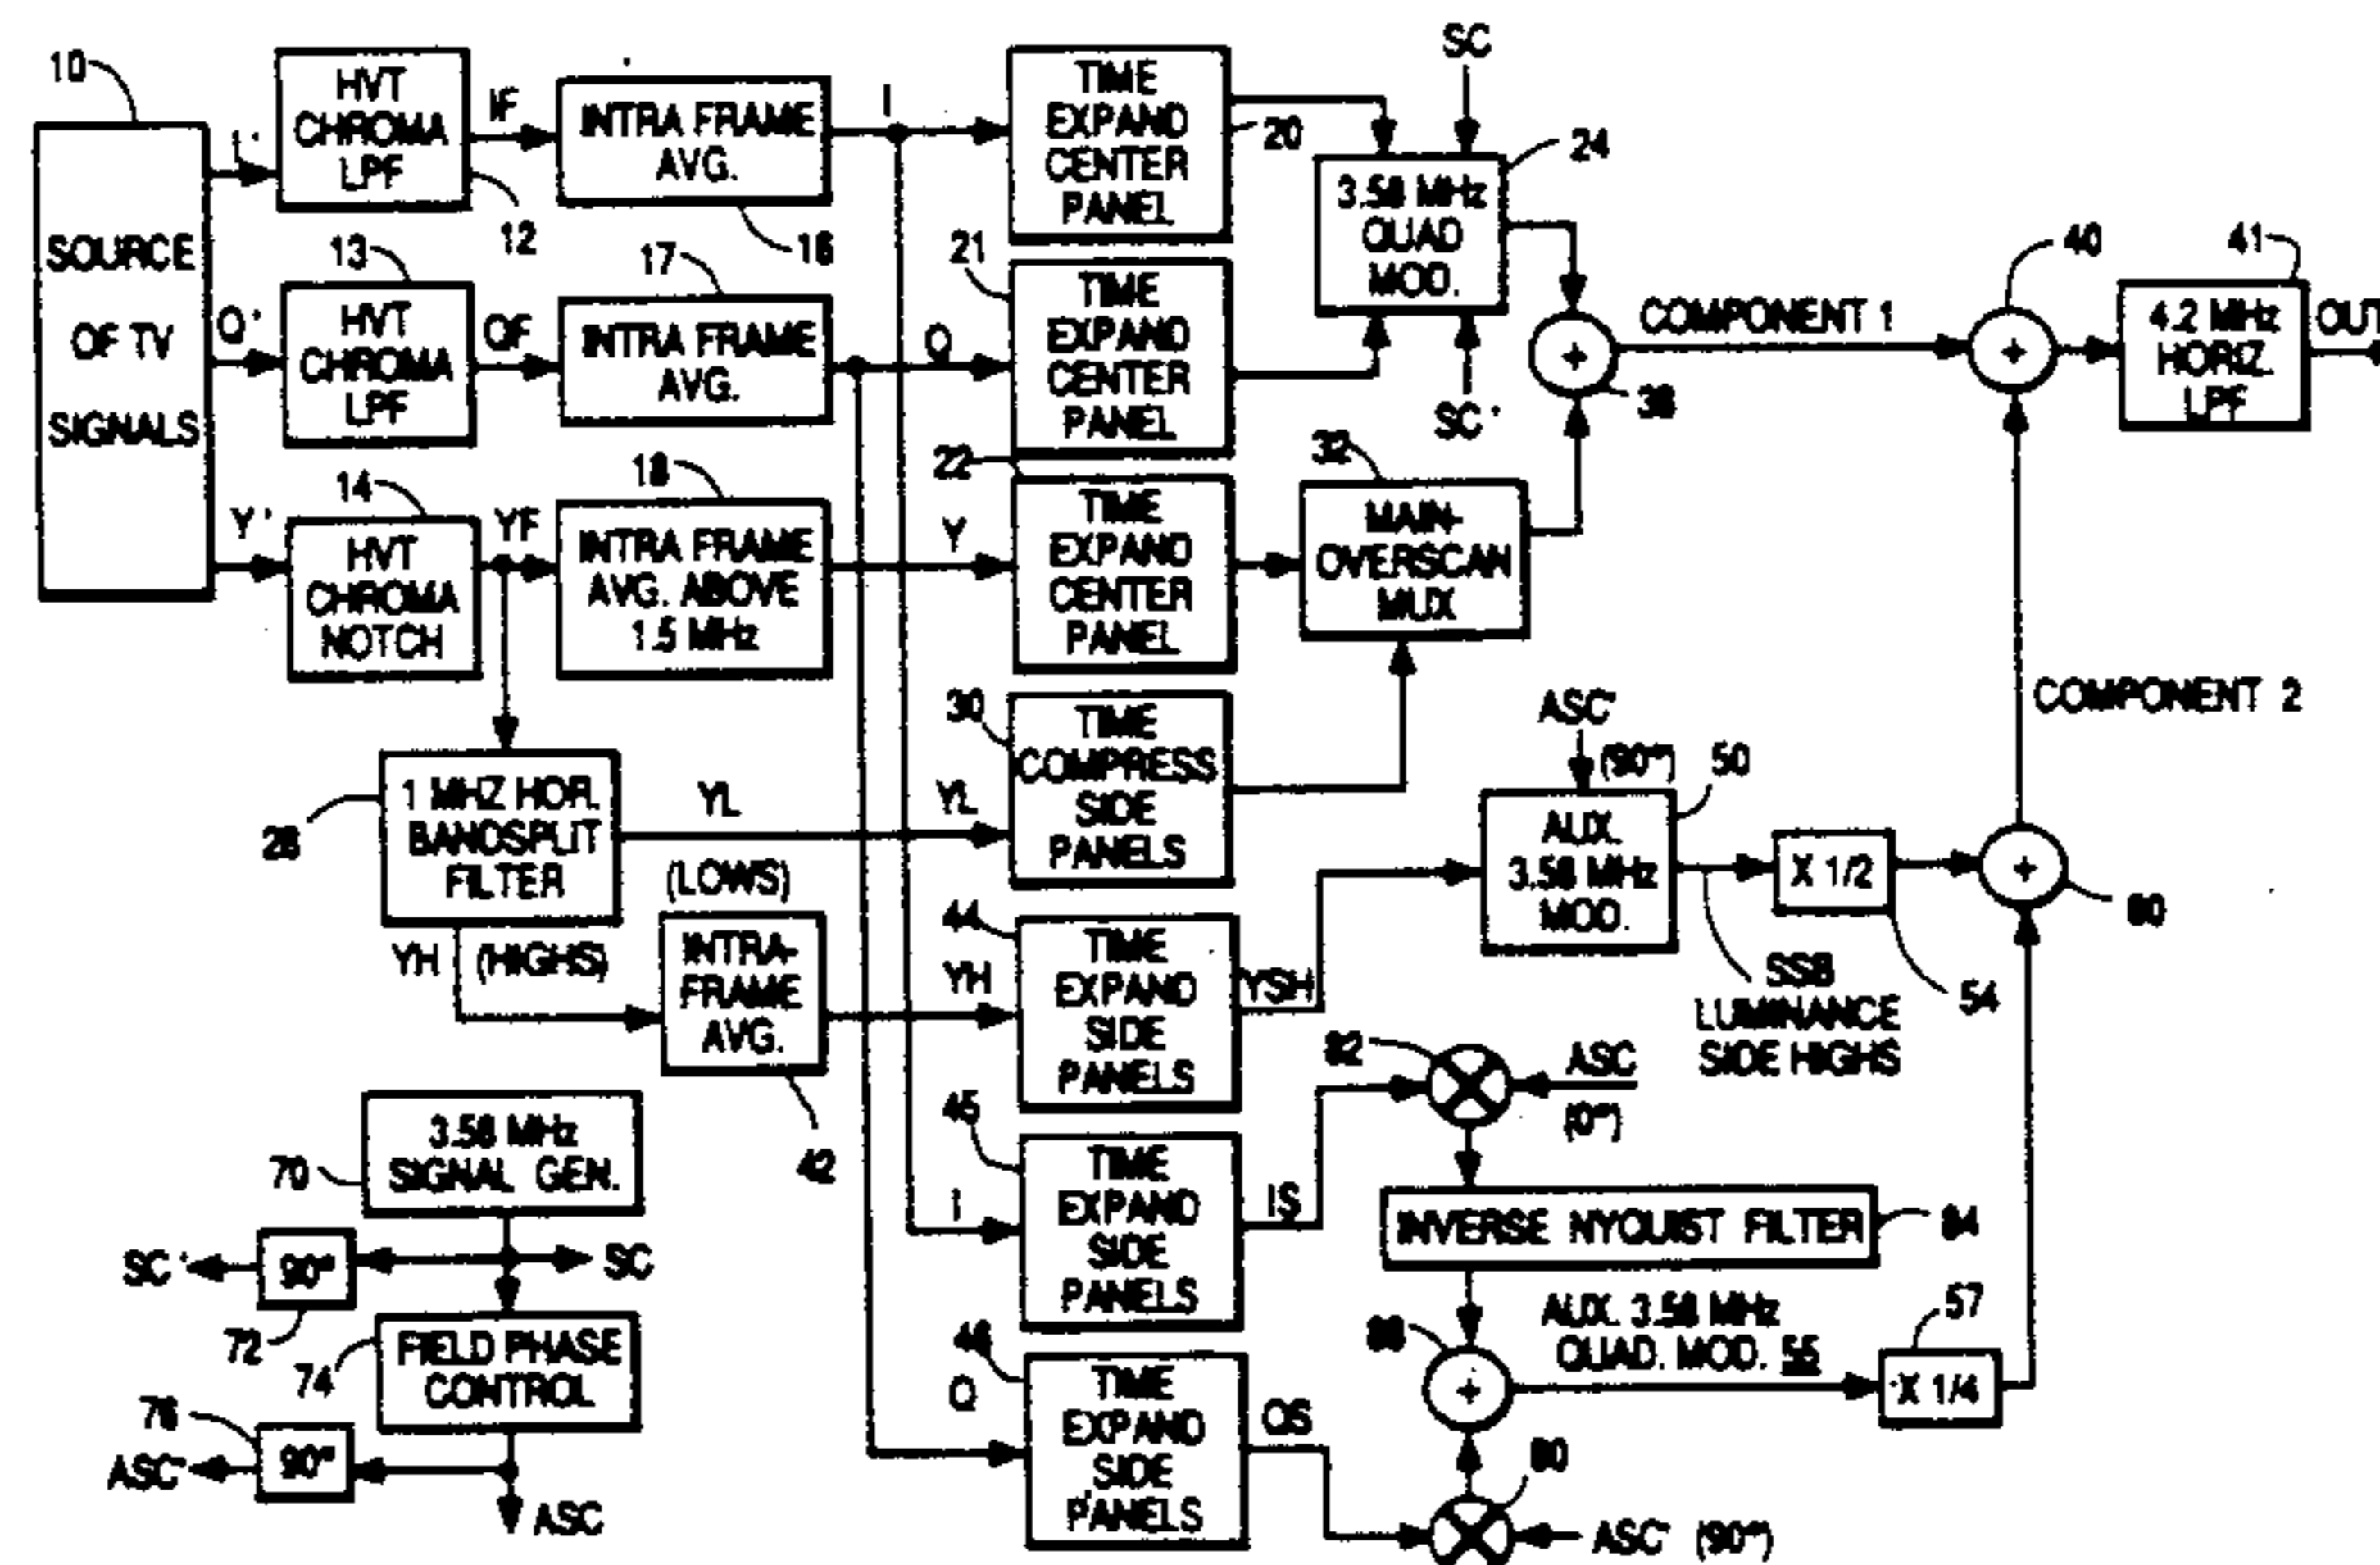 10
SOURCE
OF TV
SIGNALS
I'
HVT
CHROMA
LPF
12
IF
INTRA FRAME
AVG.
16
I
TIME
EXPAND
CENTER
PANEL
20
SC
3.58 MHz
QUAD
MOD.
24
SC'
Q'
13
HVT
CHROMA
LPF
QF
17
INTRA FRAME
AVG.
Q
21
TIME
EXPAND
CENTER
PANEL
COMPONENT 1
40
41
4.2 MHz
HORIZ.
LPF
OUT
Y'
14
HVT
CHROMA
NOTCH
YF
18
INTRA FRAME
AVG. ABOVE
1.5 MHz
Y
22
TIME
EXPAND
CENTER
PANEL
32
MAIN-
OVERSCAN
MUX
COMPONENT 2
1 MHZ HOR.
BANDSPLIT
FILTER
YL
(LOWS)
YL
30
TIME
COMPRESS
SIDE
PANELS
YH (HIGHS)
INTRA-
FRAME
AVG.
42
YH
44
TIME
EXPAND
SIDE
PANELS
YSH
ASC'
(90°)
50
AUX.
3.58 MHz
MOD.
X 1/2
54
SSB
LUMINANCE
SIDE HIGHS
I
45
TIME
EXPAND
SIDE
PANELS
IS
ASC
(0°)
INVERSE NYQUIST FILTER
AUX. 3.58 MHz
QUAD. MOD. 55
57
X 1/4
Q
46
TIME
EXPAND
SIDE
PANELS
QS
ASC' (90°)
3.58 MHz
SIGNAL GEN.
70
SC'
90°
72
SC
FIELD PHASE
CONTROL
74
76
90°
ASC'
ASC